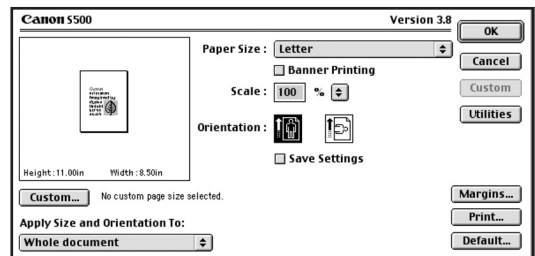 Canon S500
Version 3.8
OK
Paper Size : Letter
Cancel
Banner Printing
Custom
Scale : 100 %
Utilities
Orientation :
Save Settings
Height:11.00in Width:8.50in
Custom... No custom page size selected.
Margins...
Apply Size and Orientation To:
Print...
Whole document
Default...